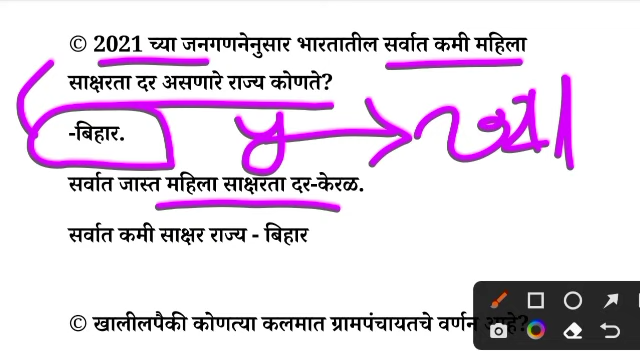 © 2021 च्या जनगणनेनुसार भारतातील सर्वात कमी महिला
साक्षरता दर असणारे राज्य कोणते?
-बिहार.
सर्वात जास्त महिला साक्षरता दर-केरळ.
सर्वात कमी साक्षर राज्य - बिहार
© खालीलपैकी कोणत्या कलमात ग्रामपंचायतचे वर्णन आहे?